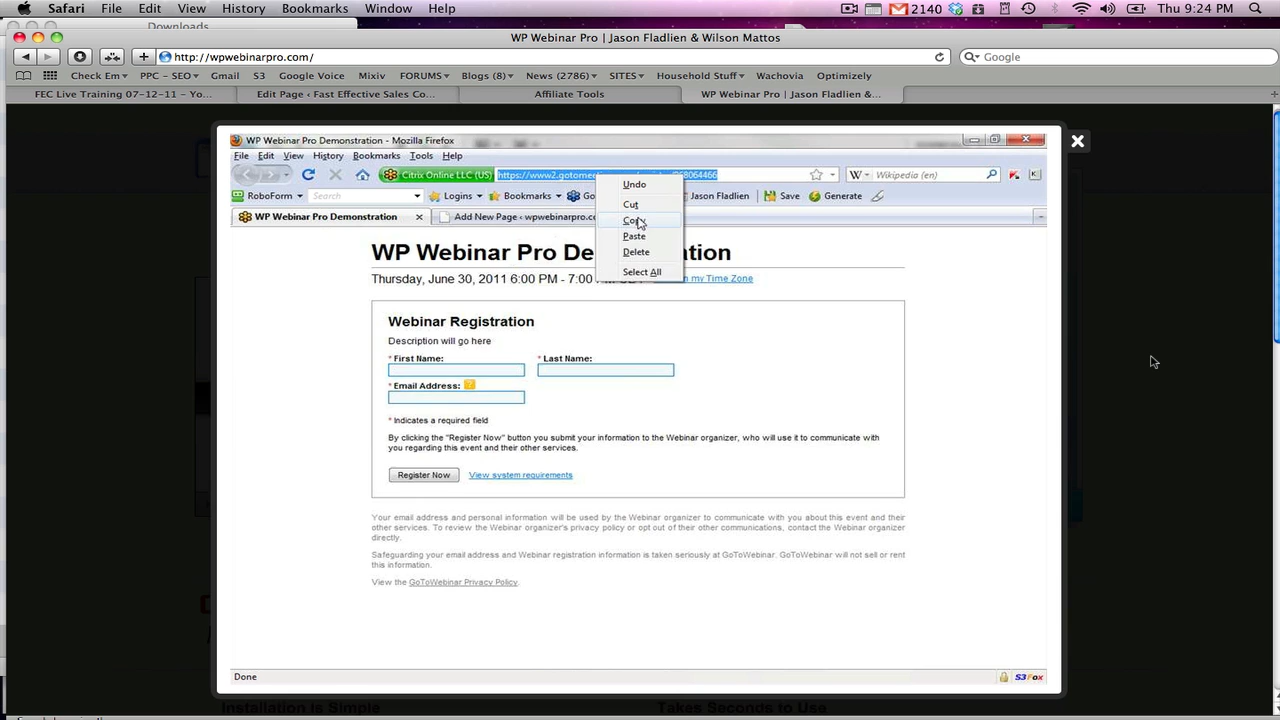 Safari File Edit View History Bookmarks Window Help 2140 Thu 9:24 PM
Downloads
WP Webinar Pro | Jason Fladlien & Wilson Mattos
http://wpwebinarpro.com/ Google
Check Em PPC - SEO Gmail S3 Google Voice Mixiv FORUMS Blogs (8) News (2786) SITES Household Stuff Wachovia Optimizely
FEC Live Training 07-12-11 – Yo... Edit Page ‹ Fast Effective Sales Co... Affiliate Tools WP Webinar Pro | Jason Fladlien &...
WP Webinar Pro Demonstration - Mozilla Firefox
File Edit View History Bookmarks Tools Help
Citrix Online LLC (US) Wikipedia (en)
Undo
Cut
Copy
Paste
Delete
Select All
RoboForm Search Logins Bookmarks Jason Fladlien Save Generate
WP Webinar Pro Demonstration Add New Page ‹ wpwebinarpro.co
WP Webinar Pro
Thursday, June 30, 2011 6:00 PM - 7:00 my Time Zone
Webinar Registration
Description will go here
* First Name: * Last Name:
* Email Address:
* Indicates a required field
By clicking the "Register Now" button you submit your information to the Webinar organizer, who will use it to communicate with
you regarding this event and their other services.
Register Now View system requirements
Your email address and personal information will be used by the Webinar organizer to communicate with you about this event and their
other services. To review the Webinar organizer's privacy policy or opt out of their other communications, contact the Webinar organizer
directly.
Safeguarding your email address and Webinar registration information is taken seriously at GoToWebinar. GoToWebinar will not sell or rent
this information.
View the GoToWebinar Privacy Policy.
Done S3Fox
Installation is Simple Takes Seconds to Use